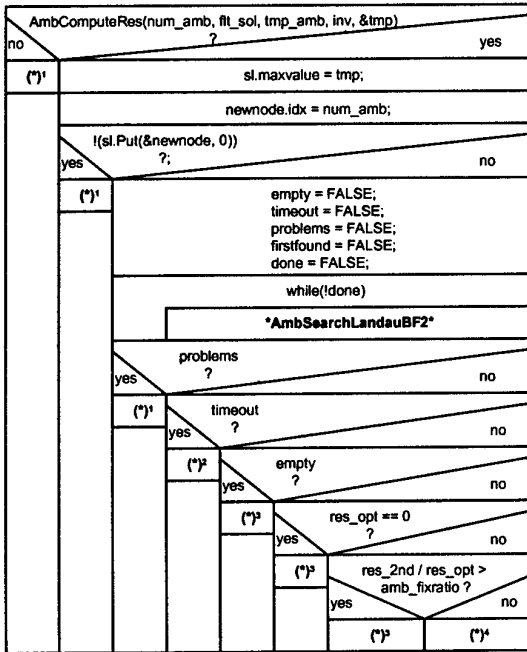 AmbComputeRes(num_amb, flt_sol, tmp_amb, inv, &tmp)
?
no
yes
(*)¹
sl.maxvalue = tmp;
newnode.idx = num_amb;
!(sl.Put(&newnode, 0))
?;
yes
no
(*)¹
empty = FALSE;
timeout = FALSE;
problems = FALSE;
firstfound = FALSE;
done = FALSE;
while(!done)
*AmbSearchLandauBF2*
problems
?
yes
no
(*)¹
timeout
?
yes
no
(*)²
empty
?
yes
no
(*)³
res_opt == 0
?
yes
no
(*)³
res_2nd / res_opt >
amb_fixratio ?
yes
no
(*)³
(*)⁴